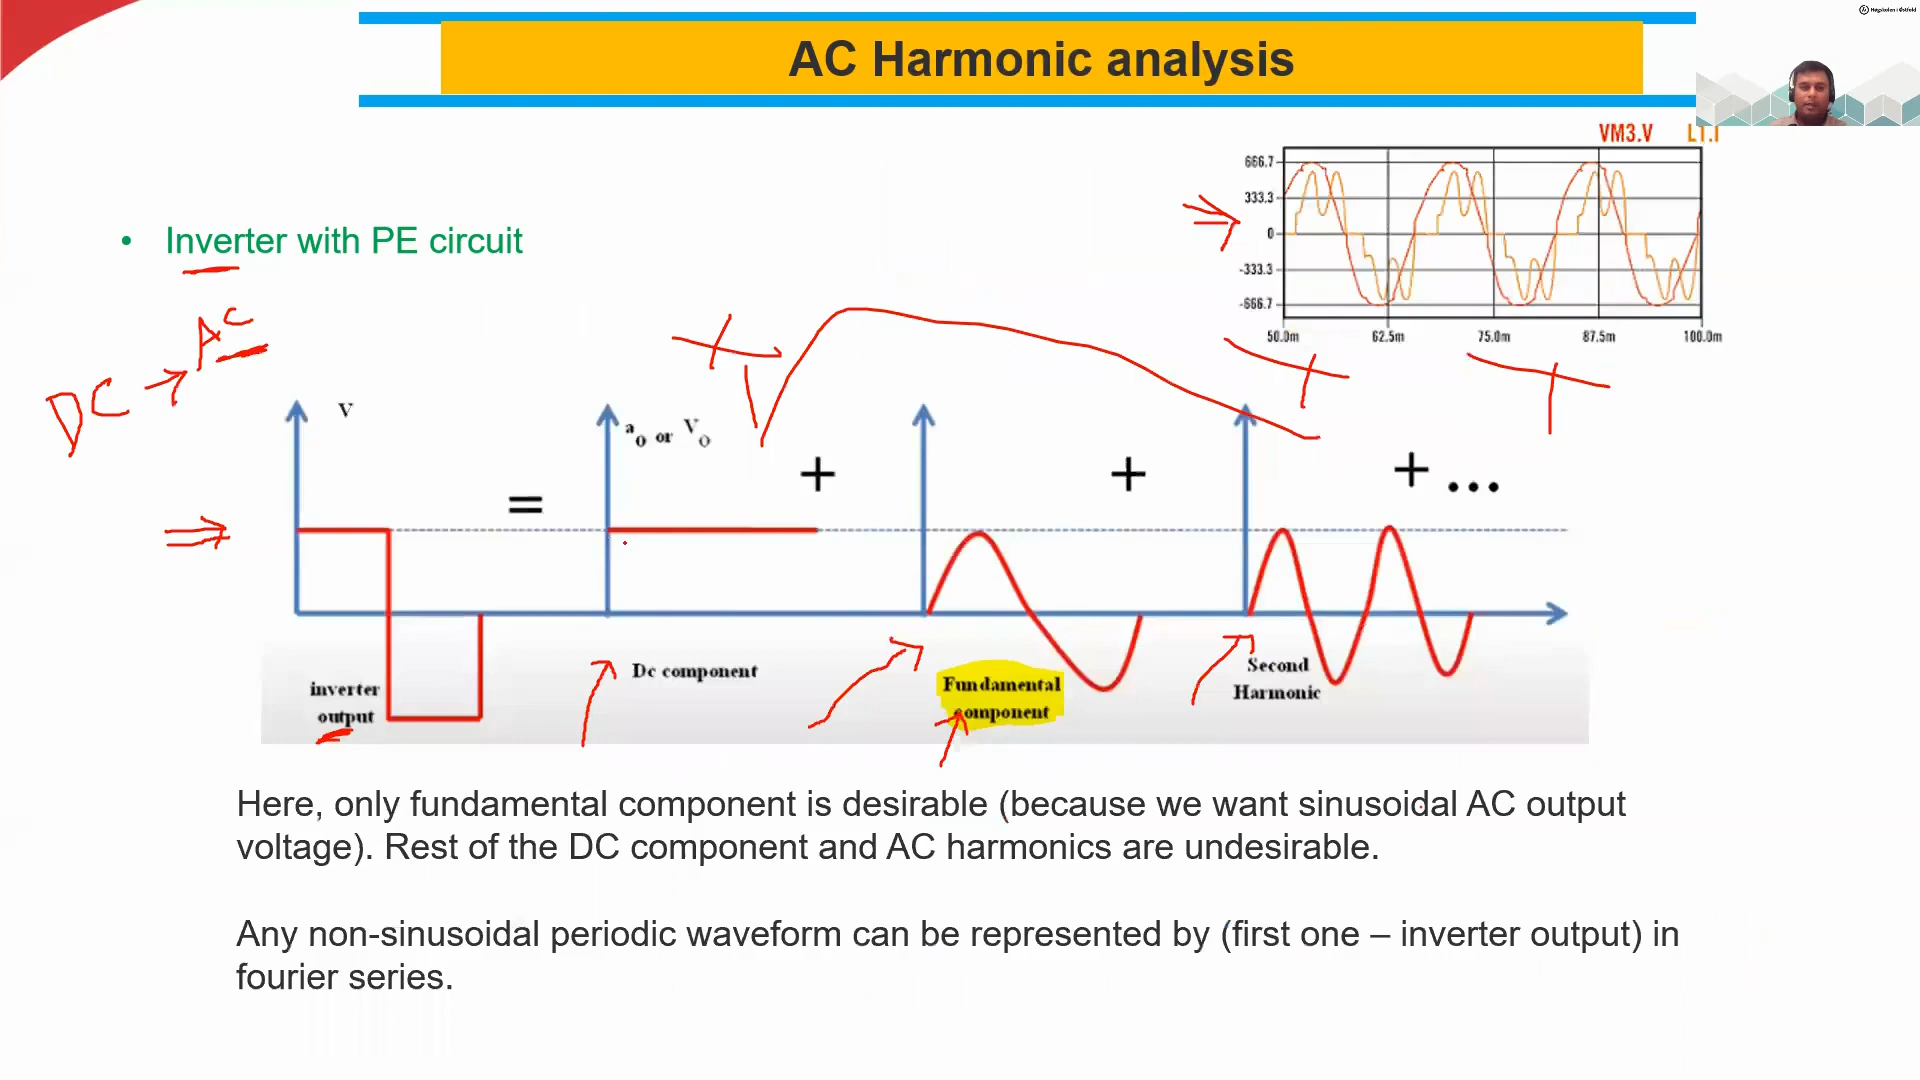 Høgskolen i Østfold
AC Harmonic analysis
VM3.V L1.I
666.7
333.3
0
-333.3
-666.7
50.0m 62.5m 75.0m 87.5m 100.0m
• Inverter with PE circuit
DC → AC
V
a0 or V0
= + + + ...
inverter
output
Dc component
Fundamental
component
Second
Harmonic
Here, only fundamental component is desirable (because we want sinusoidal AC output
voltage). Rest of the DC component and AC harmonics are undesirable.
Any non-sinusoidal periodic waveform can be represented by (first one – inverter output) in
fourier series.